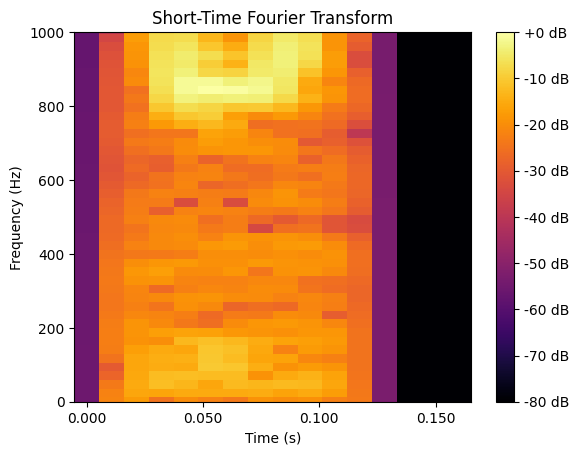 Short-Time Fourier Transform
1000
800
600
400
200
0
Frequency (Hz)
0.000
0.050
0.100
0.150
Time (s)
+0 dB
-10 dB
-20 dB
-30 dB
-40 dB
-50 dB
-60 dB
-70 dB
-80 dB